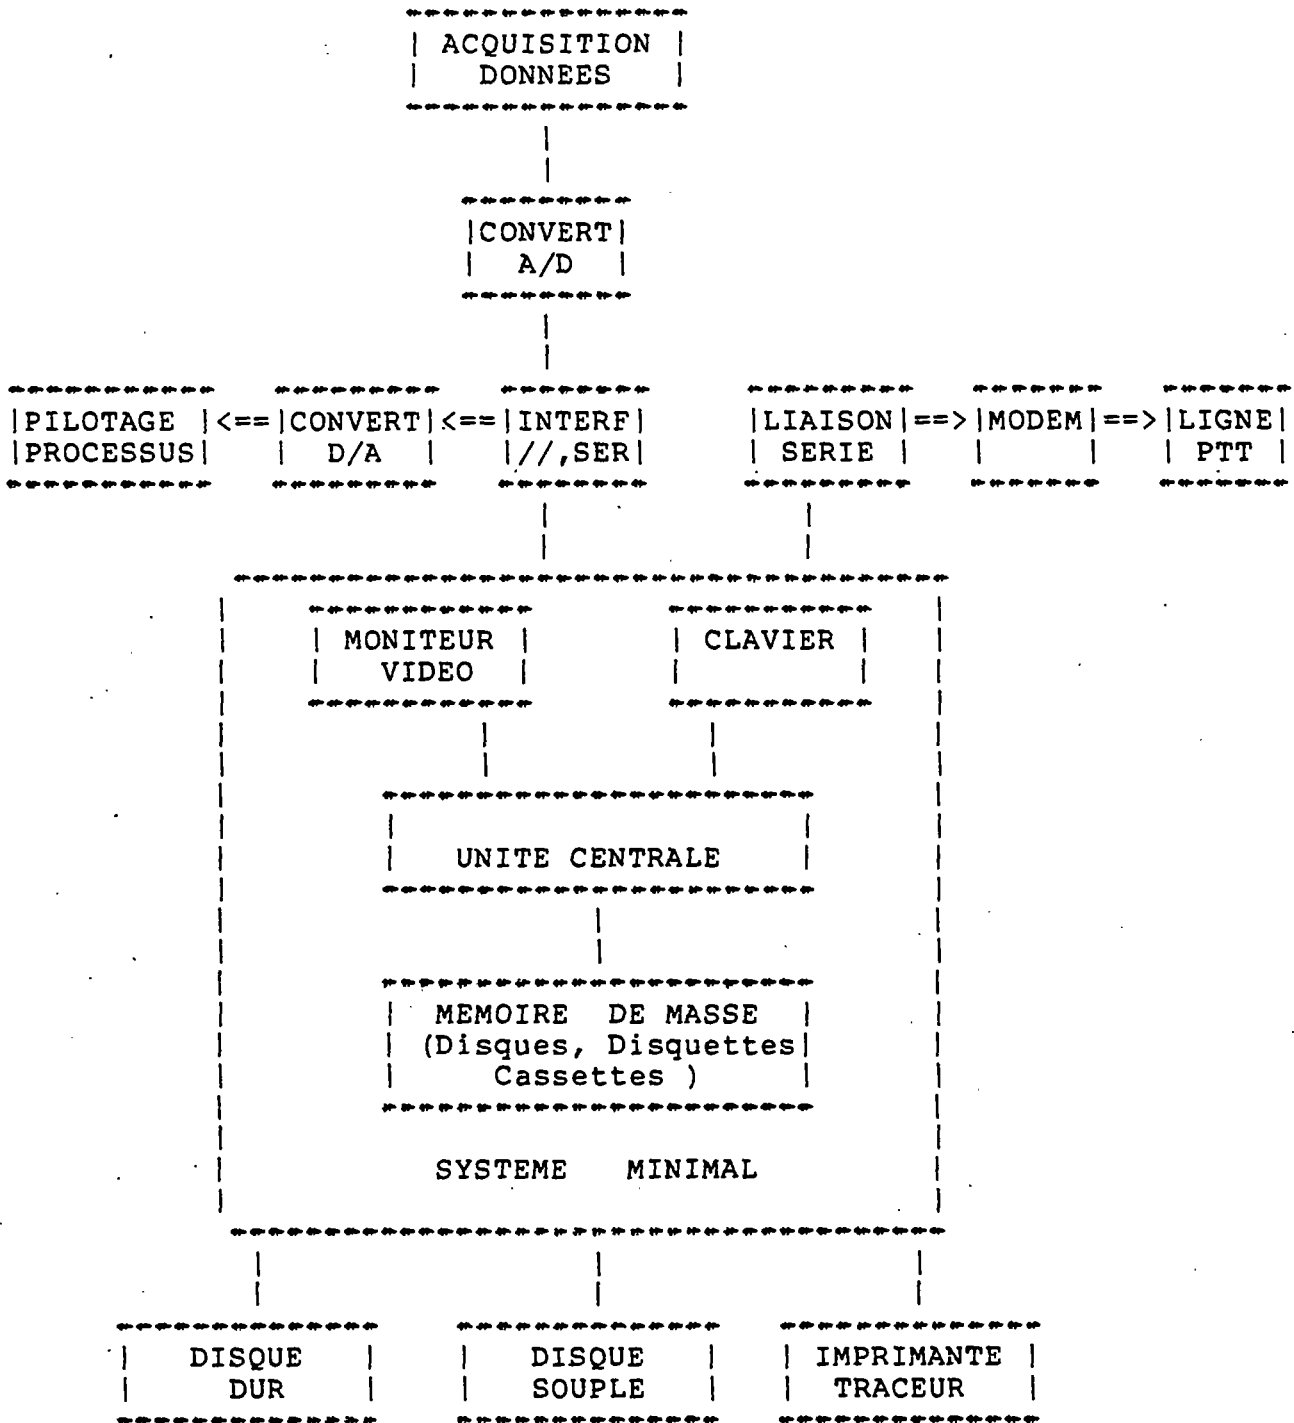 ACQUISITION
DONNEES
CONVERT
A/D
PILOTAGE <== CONVERT <== INTERF LIAISON ==> MODEM ==> LIGNE
PROCESSUS D/A //,SER SERIE PTT
MONITEUR CLAVIER
VIDEO
UNITE CENTRALE
MEMOIRE DE MASSE
(Disques, Disquettes
Cassettes )
SYSTEME MINIMAL
DISQUE DISQUE IMPRIMANTE
DUR SOUPLE TRACEUR